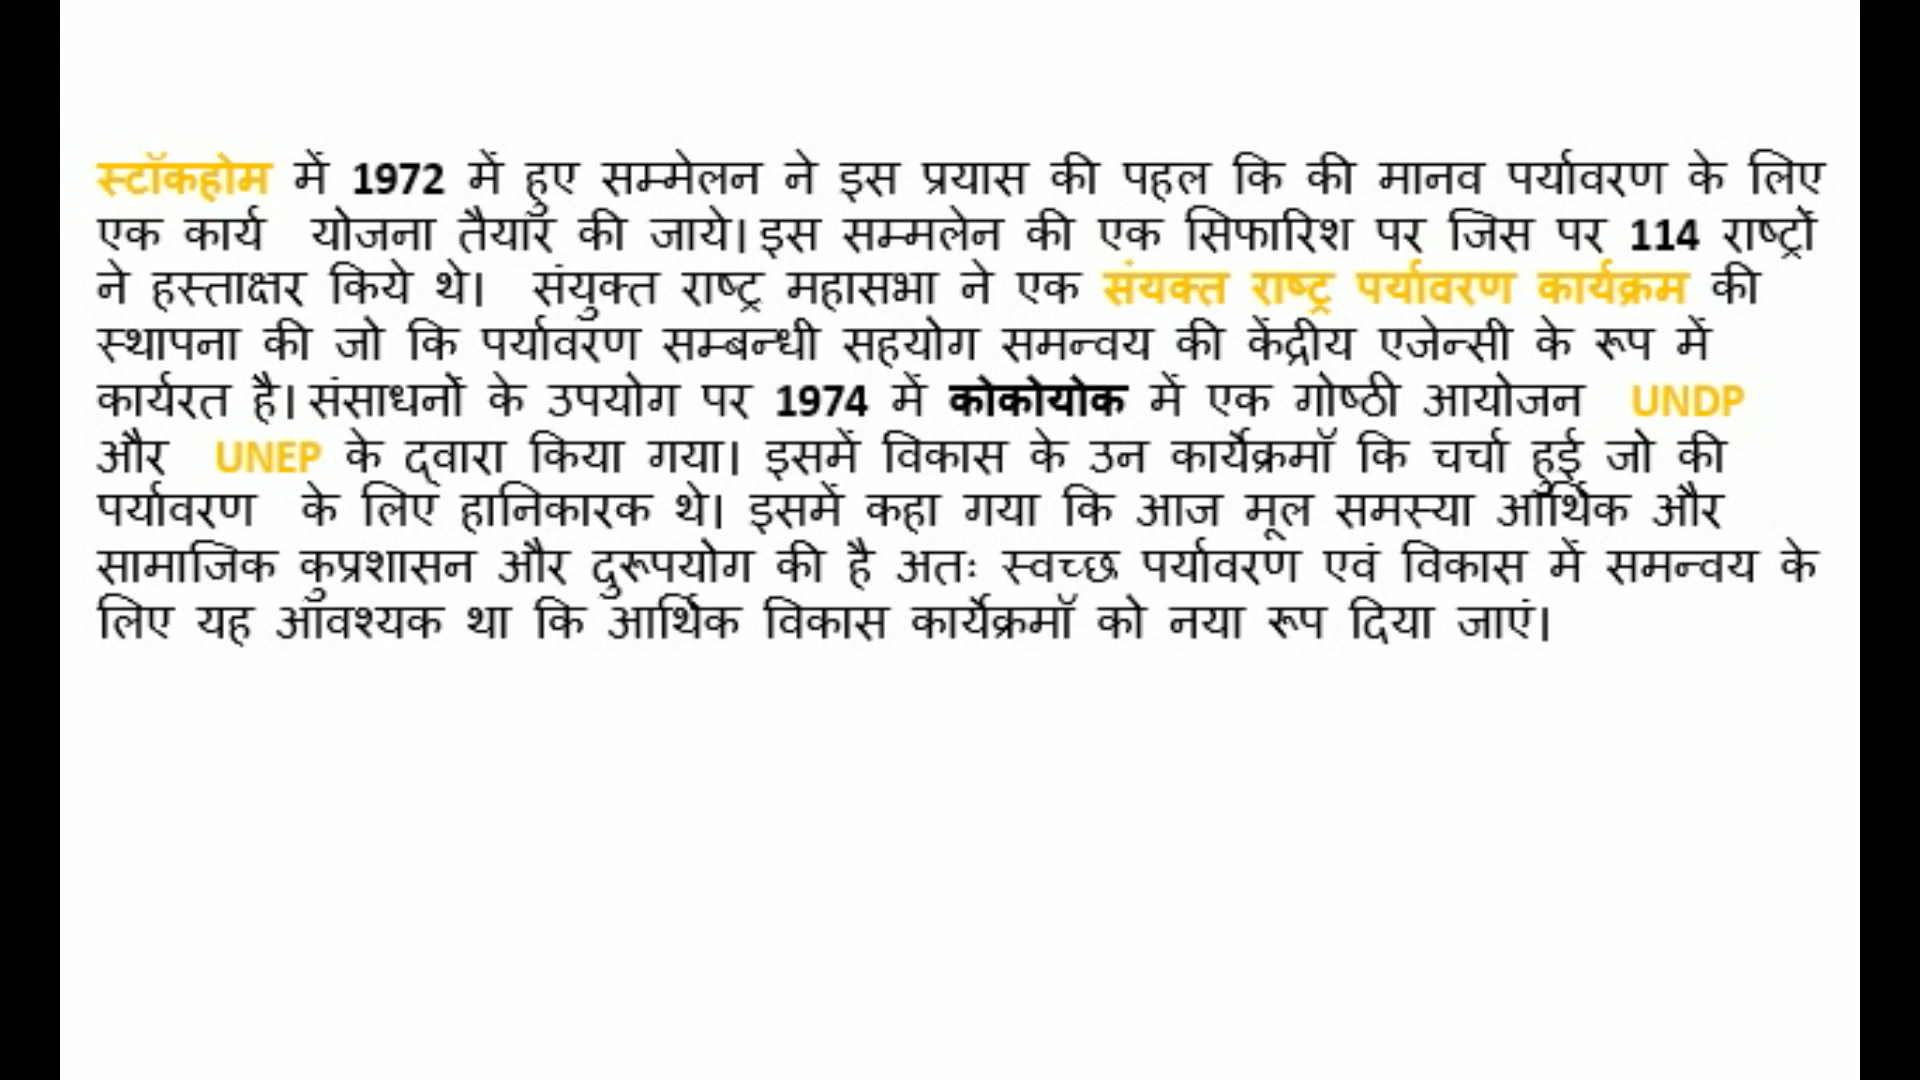 स्टॉकहोम में 1972 में हुए सम्मेलन ने इस प्रयास की पहल कि की मानव पर्यावरण के लिए
एक कार्य योजना तैयार की जाये। इस सम्मलेन की एक सिफारिश पर जिस पर 114 राष्ट्रों
ने हस्ताक्षर किये थे। संयुक्त राष्ट्र महासभा ने एक संयक्त राष्ट्र पर्यावरण कार्यक्रम की
स्थापना की जो कि पर्यावरण सम्बन्धी सहयोग समन्वय की केंद्रीय एजेन्सी के रूप में
कार्यरत है। संसाधनों के उपयोग पर 1974 में कोकोयोक में एक गोष्ठी आयोजन UNDP
और UNEP के द्वारा किया गया। इसमें विकास के उन कार्यक्रमों कि चर्चा हुई जो की
पर्यावरण के लिए हानिकारक थे। इसमें कहा गया कि आज मूल समस्या आर्थिक और
सामाजिक कुप्रशासन और दुरूपयोग की है अतः स्वच्छ पर्यावरण एवं विकास में समन्वय के
लिए यह आवश्यक था कि आर्थिक विकास कार्यक्रमों को नया रूप दिया जाएं।